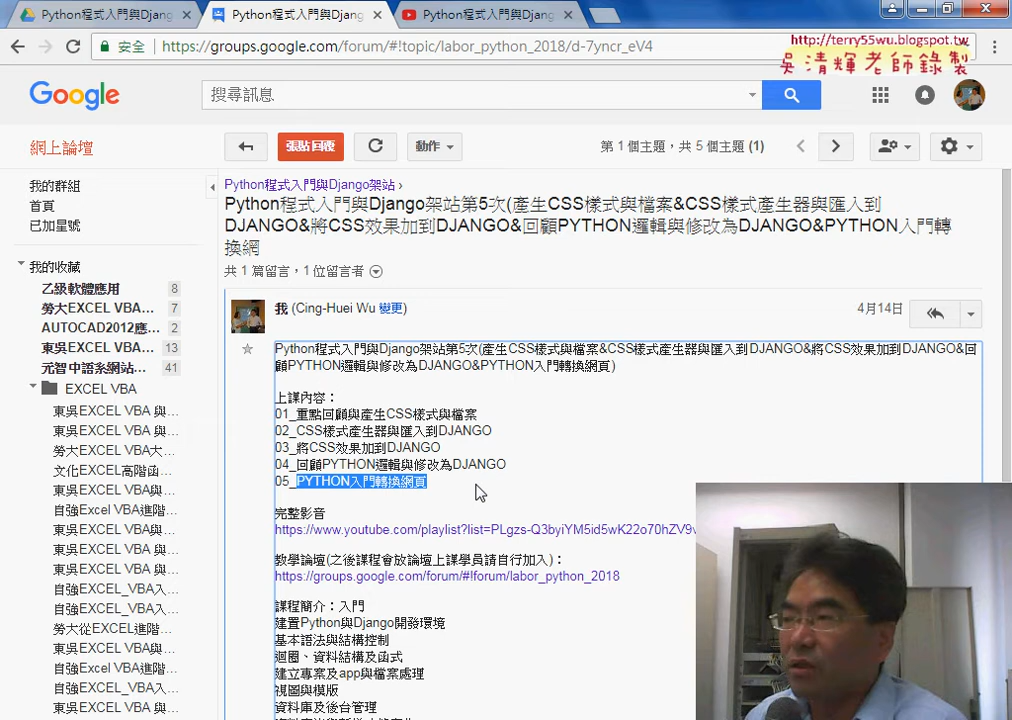 Python程式入門與Djang
Python程式入門與Djang
Python程式入門與Djang
安全
https://groups.google.com/forum/#!topic/labor_python_2018/d-7yncr_eV4
http://terry55wu.blogspot.tw
吳清輝老師錄製
Google
搜尋訊息
網上論壇
張貼回覆
動作
第 1 個主題，共 5 個主題 (1)
我的群組
首頁
已加星號
我的收藏
乙級軟體應用 8
勞大EXCEL VBA... 7
AUTOCAD2012應... 2
東吳EXCEL VBA... 13
元智中語系網站... 41
EXCEL VBA
東吳EXCEL VBA 與...
東吳EXCEL VBA 與...
勞大EXCEL VBA大...
文化EXCEL高階函...
東吳EXCEL VBA與...
自強Excel VBA進階...
東吳EXCEL VBA與...
東吳EXCEL VBA 與...
東吳EXCEL VBA 與...
自強EXCEL_VBA入...
自強EXCEL_VBA入...
勞大從EXCEL進階...
東吳EXCEL VBA與...
自強Excel VBA進階...
自強EXCEL_VBA入...
東吳EXCEL VBA與...
Python程式入門與Django架站 ›
Python程式入門與Django架站第5次(產生CSS樣式與檔案&CSS樣式產生器與匯入到
DJANGO&將CSS效果加到DJANGO&回顧PYTHON邏輯與修改為DJANGO&PYTHON入門轉
換網
共 1 篇留言，1 位留言者
我 (Cing-Huei Wu 變更)
4月14日
Python程式入門與Django架站第5次(產生CSS樣式與檔案&CSS樣式產生器與匯入到DJANGO&將CSS效果加到DJANGO&回
顧PYTHON邏輯與修改為DJANGO&PYTHON入門轉換網頁)
上課內容：
01_重點回顧與產生CSS樣式與檔案
02_CSS樣式產生器與匯入到DJANGO
03_將CSS效果加到DJANGO
04_回顧PYTHON邏輯與修改為DJANGO
05_PYTHON入門轉換網頁
完整影音
https://www.youtube.com/playlist?list=PLgzs-Q3byiYM5id5wK22o70hZV9v
教學論壇(之後課程會放論壇上課學員請自行加入)：
https://groups.google.com/forum/#!forum/labor_python_2018
課程簡介：入門
建置Python與Django開發環境
基本語法與結構控制
迴圈、資料結構及函式
建立專案及app與檔案處理
視圖與模版
資料庫及後台管理